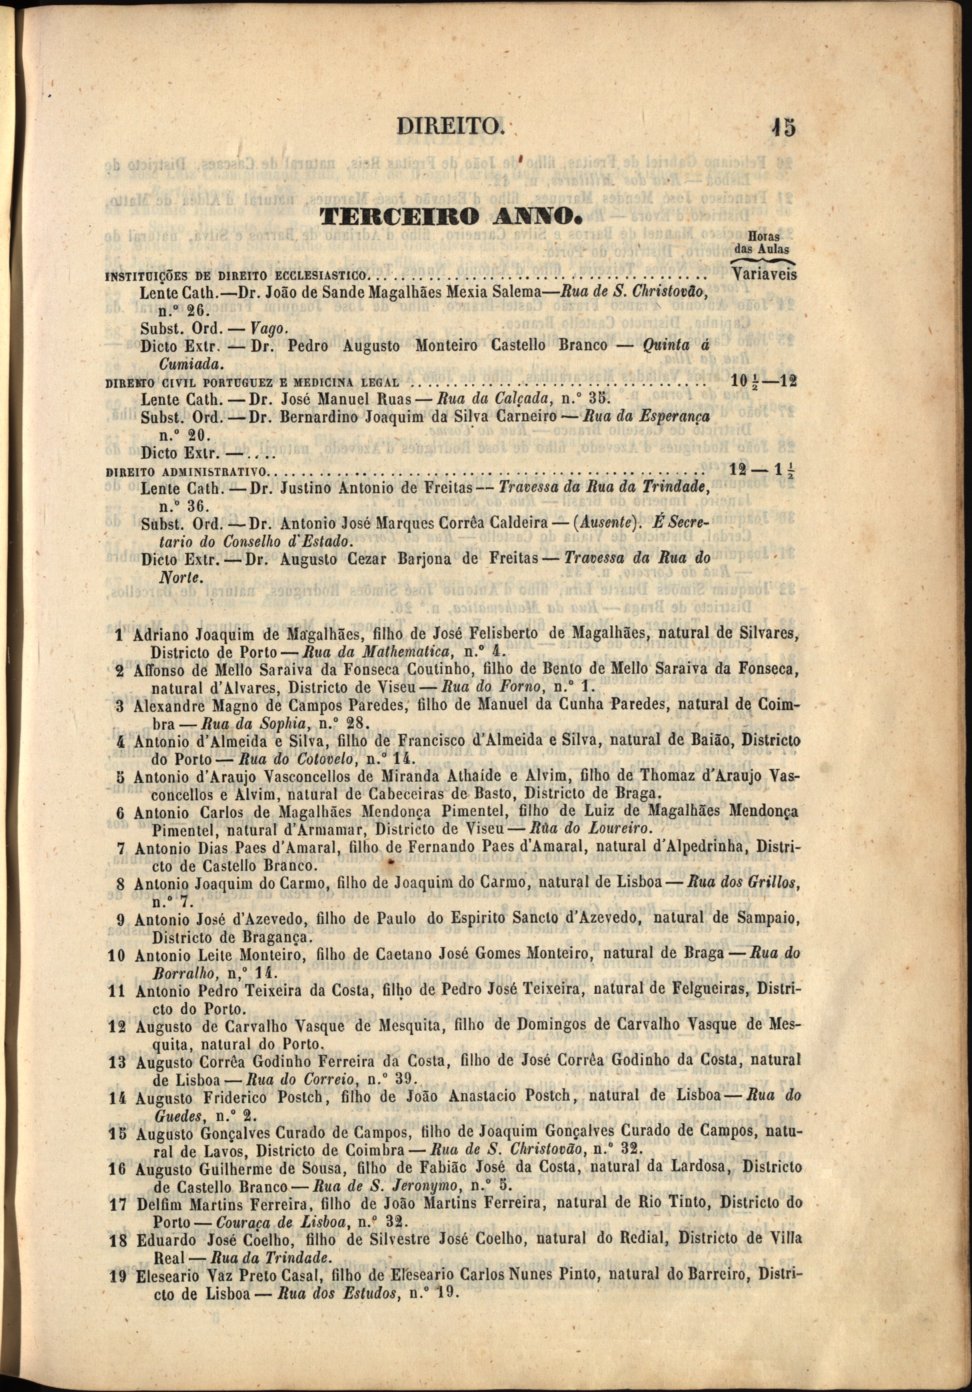 DIREITO. 15
TERCEIRO ANNO.
Horas
das Aulas
INSTITUIÇÕES DE DIREITO ECCLESIASTICO........................................ Variaveis
Lente Cath.—Dr. João de Sande Magalhães Mexia Salema—Rua de S. Christovão,
n.º 26.
Subst. Ord. — Vago.
Dicto Extr. — Dr. Pedro Augusto Monteiro Castello Branco — Quinta á
Cumiada.
DIREITO CIVIL PORTUGUEZ E MEDICINA LEGAL .................................... 10 ½—12
Lente Cath. — Dr. José Manuel Ruas — Rua da Calçada, n.º 35.
Subst. Ord. — Dr. Bernardino Joaquim da Silva Carneiro — Rua da Esperança
n.º 20.
Dicto Extr. — ....
DIREITO ADMINISTRATIVO..................................................... 12 — 1 ½
Lente Cath. — Dr. Justino Antonio de Freitas — Travessa da Rua da Trindade,
n.º 36.
Subst. Ord. — Dr. Antonio José Marques Corrêa Caldeira — (Ausente). É Secre-
tario do Conselho d'Estado.
Dicto Extr. — Dr. Augusto Cezar Barjona de Freitas — Travessa da Rua do
Norte.
1 Adriano Joaquim de Magalhães, filho de José Felisberto de Magalhães, natural de Silvares,
Districto de Porto — Rua da Mathematica, n.º 4.
2 Affonso de Mello Saraiva da Fonseca Coutinho, filho de Bento de Mello Saraiva da Fonseca,
natural d'Alvares, Districto de Viseu — Rua do Forno, n.º 1.
3 Alexandre Magno de Campos Paredes, filho de Manuel da Cunha Paredes, natural de Coim-
bra — Rua da Sophia, n.º 28.
4 Antonio d'Almeida e Silva, filho de Francisco d'Almeida e Silva, natural de Baião, Districto
do Porto — Rua do Cotovelo, n.º 14.
5 Antonio d'Araujo Vasconcellos de Miranda Athaide e Alvim, filho de Thomaz d'Araujo Vas-
concellos e Alvim, natural de Cabeceiras de Basto, Districto de Braga.
6 Antonio Carlos de Magalhães Mendonça Pimentel, filho de Luiz de Magalhães Mendonça
Pimentel, natural d'Armamar, Districto de Viseu — Rua do Loureiro.
7 Antonio Dias Paes d'Amaral, filho de Fernando Paes d'Amaral, natural d'Alpedrinha, Distri-
cto de Castello Branco.
8 Antonio Joaquim do Carmo, filho de Joaquim do Carmo, natural de Lisboa — Rua dos Grillos,
n.º 7.
9 Antonio José d'Azevedo, filho de Paulo do Espirito Sancto d'Azevedo, natural de Sampaio,
Districto de Bragança.
10 Antonio Leite Monteiro, filho de Caetano José Gomes Monteiro, natural de Braga — Rua do
Borralho, n,º 14.
11 Antonio Pedro Teixeira da Costa, filho de Pedro José Teixeira, natural de Felgueiras, Distri-
cto do Porto.
12 Augusto de Carvalho Vasque de Mesquita, filho de Domingos de Carvalho Vasque de Mes-
quita, natural do Porto.
13 Augusto Corrêa Godinho Ferreira da Costa, filho de José Corrêa Godinho da Costa, natural
de Lisboa — Rua do Correio, n.º 39.
14 Augusto Friderico Postch, filho de João Anastacio Postch, natural de Lisboa — Rua do
Guedes, n.º 2.
15 Augusto Gonçalves Curado de Campos, filho de Joaquim Gonçalves Curado de Campos, natu-
ral de Lavos, Districto de Coimbra — Rua de S. Christovão, n.º 32.
16 Augusto Guilherme de Sousa, filho de Fabião José da Costa, natural da Lardosa, Districto
de Castello Branco — Rua de S. Jeronymo, n.º 5.
17 Delfim Martins Ferreira, filho de João Martins Ferreira, natural de Rio Tinto, Districto do
Porto — Couraça de Lisboa, n.º 32.
18 Eduardo José Coelho, filho de Silvestre José Coelho, natural do Redial, Districto de Villa
Real — Rua da Trindade.
19 Eleseario Vaz Preto Casal, filho de Eleseario Carlos Nunes Pinto, natural do Barreiro, Distri-
cto de Lisboa — Rua dos Estudos, n.º 19.